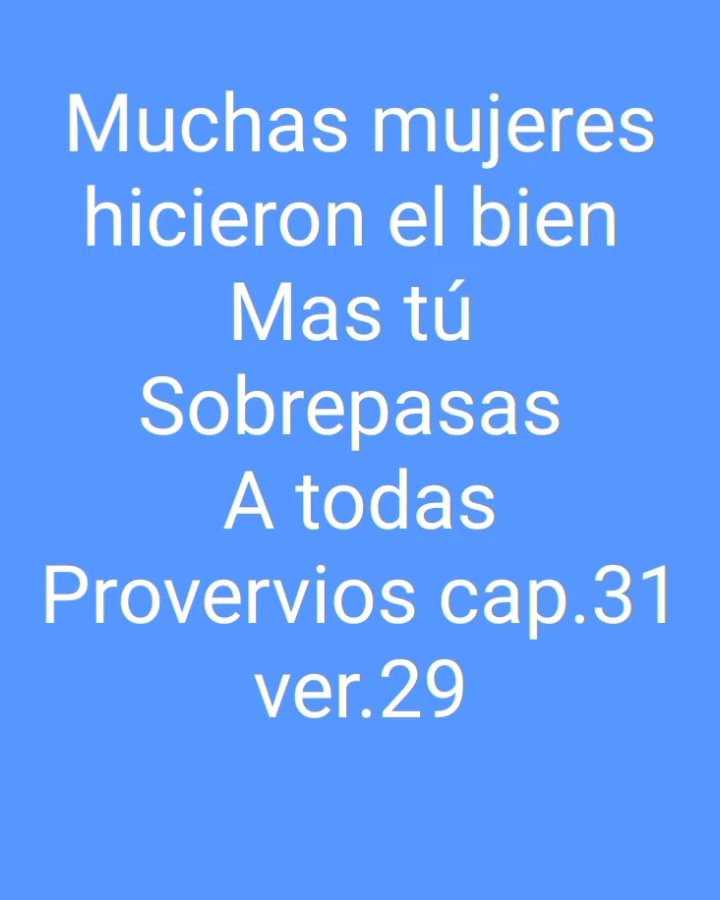 Muchas mujeres
hicieron el bien
Mas tú
Sobrepasas
A todas
Provervios cap.31
ver.29